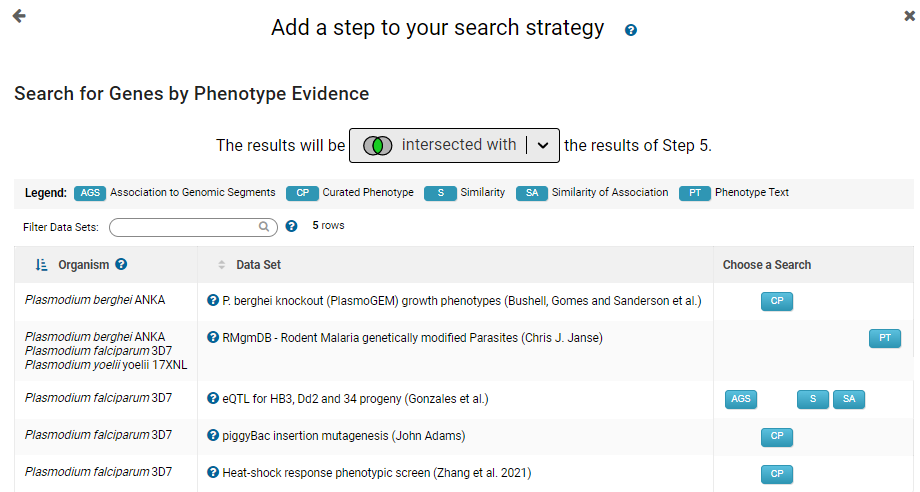 Add a step to your search strategy
Search for Genes by Phenotype Evidence
The results will be intersected with the results of Step 5.
Legend: AGS Association to Genomic Segments CP Curated Phenotype S Similarity SA Similarity of Association PT Phenotype Text
Filter Data Sets: 5 rows
Organism Data Set Choose a Search
Plasmodium berghei ANKA P. berghei knockout (PlasmoGEM) growth phenotypes (Bushell, Gomes and Sanderson et al.) CP
Plasmodium berghei ANKA RMgmDB - Rodent Malaria genetically modified Parasites (Chris J. Janse) PT
Plasmodium falciparum 3D7
Plasmodium yoelii yoelii 17XNL
Plasmodium falciparum 3D7 eQTL for HB3, Dd2 and 34 progeny (Gonzales et al.) AGS S SA
Plasmodium falciparum 3D7 piggyBac insertion mutagenesis (John Adams) CP
Plasmodium falciparum 3D7 Heat-shock response phenotypic screen (Zhang et al. 2021) CP